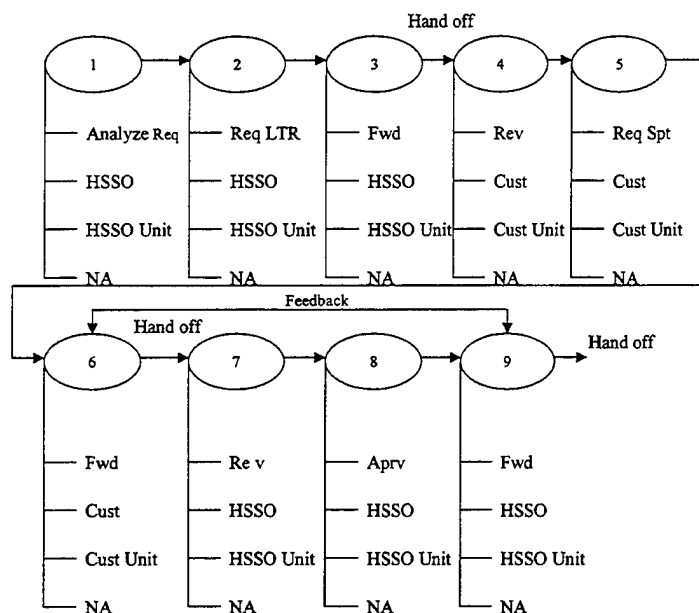 Hand off
1 2 3 4 5
Analyze Req Req LTR Fwd Rev Req Spt
HSSO HSSO HSSO Cust Cust
HSSO Unit HSSO Unit HSSO Unit Cust Unit Cust Unit
NA NA NA NA NA
Feedback
Hand off
Hand off
6 7 8 9
Fwd Re v Aprv Fwd
Cust HSSO HSSO HSSO
Cust Unit HSSO Unit HSSO Unit HSSO Unit
NA NA NA NA